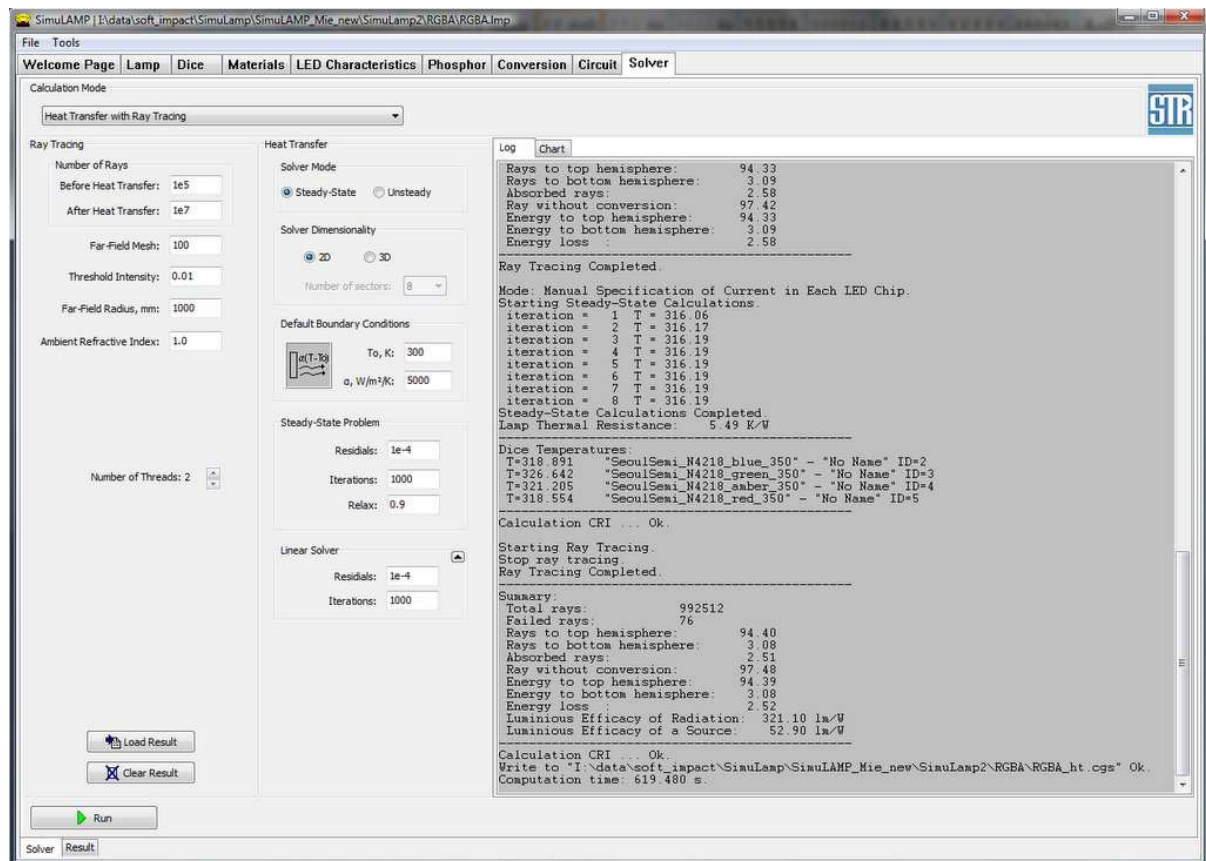 SimuLAMP | I:\data\soft_impact\SimuLamp\SimuLAMP_Mie_new\SimuLamp2\RGBA\RGBA.lmp
File Tools
Welcome Page Lamp Dice Materials LED Characteristics Phosphor Conversion Circuit Solver
Calculation Mode
Heat Transfer with Ray Tracing
STR
Ray Tracing
Number of Rays
Before Heat Transfer: 1e5
After Heat Transfer: 1e7
Far-Field Mesh: 100
Threshold Intensity: 0.01
Far-Field Radius, mm: 1000
Ambient Refractive Index: 1.0
Number of Threads: 2
Load Result
Clear Result
Run
Heat Transfer
Solver Mode
Steady-State Unsteady
Solver Dimensionality
2D 3D
Number of sectors: 8
Default Boundary Conditions
α(T-To)
To, K: 300
α, W/m²/K: 5000
Steady-State Problem
Residials: 1e-4
Iterations: 1000
Relax: 0.9
Linear Solver
Residials: 1e-4
Iterations: 1000
Log Chart
Rays to top hemisphere: 94.33
Rays to bottom hemisphere: 3.09
Absorbed rays: 2.58
Ray without conversion: 97.42
Energy to top hemisphere: 94.33
Energy to bottom hemisphere: 3.09
Energy loss : 2.58
Ray Tracing Completed.
Mode: Manual Specification of Current in Each LED Chip.
Starting Steady-State Calculations.
iteration = 1 T = 316.06
iteration = 2 T = 316.17
iteration = 3 T = 316.19
iteration = 4 T = 316.19
iteration = 5 T = 316.19
iteration = 6 T = 316.19
iteration = 7 T = 316.19
iteration = 8 T = 316.19
Steady-State Calculations Completed.
Lamp Thermal Resistance: 5.49 K/W
Dice Temperatures:
T=318.891 "SeoulSemi_N4218_blue_350" - "No Name" ID=2
T=326.642 "SeoulSemi_N4218_green_350" - "No Name" ID=3
T=321.205 "SeoulSemi_N4218_amber_350" - "No Name" ID=4
T=318.554 "SeoulSemi_N4218_red_350" - "No Name" ID=5
Calculation CRI ... Ok.
Starting Ray Tracing.
Stop ray tracing.
Ray Tracing Completed.
Summary:
Total rays: 992512
Failed rays: 76
Rays to top hemisphere: 94.40
Rays to bottom hemisphere: 3.08
Absorbed rays: 2.51
Ray without conversion: 97.48
Energy to top hemisphere: 94.39
Energy to bottom hemisphere: 3.08
Energy loss : 2.52
Luminious Efficacy of Radiation: 321.10 lm/W
Luminious Efficacy of a Source: 52.90 lm/W
Calculation CRI ... Ok.
Write to "I:\data\soft_impact\SimuLamp\SimuLAMP_Mie_new\SimuLamp2\RGBA\RGBA_ht.cgs" Ok.
Computation time: 619.480 s.
Solver Result